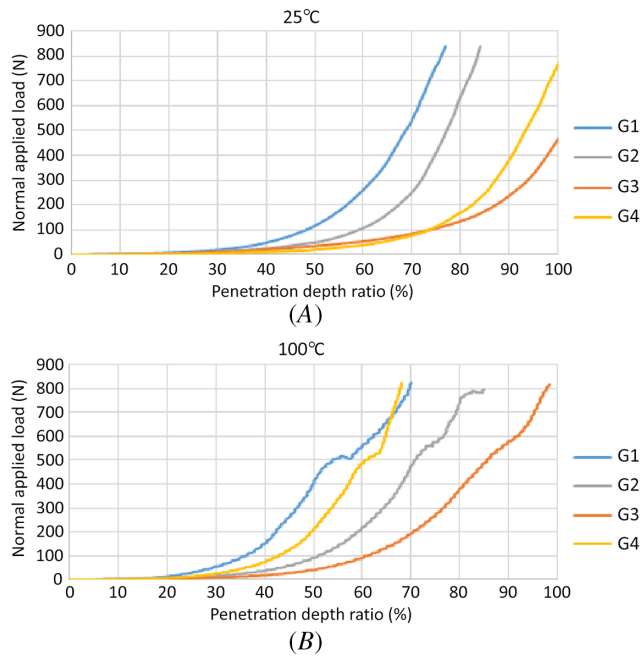 25℃
Normal applied load (N)
900
800
700
600
500
400
300
200
100
0
0 10 20 30 40 50 60 70 80 90 100
Penetration depth ratio (%)
G1
G2
G3
G4
(A)
100℃
Normal applied load (N)
900
800
700
600
500
400
300
200
100
0
0 10 20 30 40 50 60 70 80 90 100
Penetration depth ratio (%)
G1
G2
G3
G4
(B)